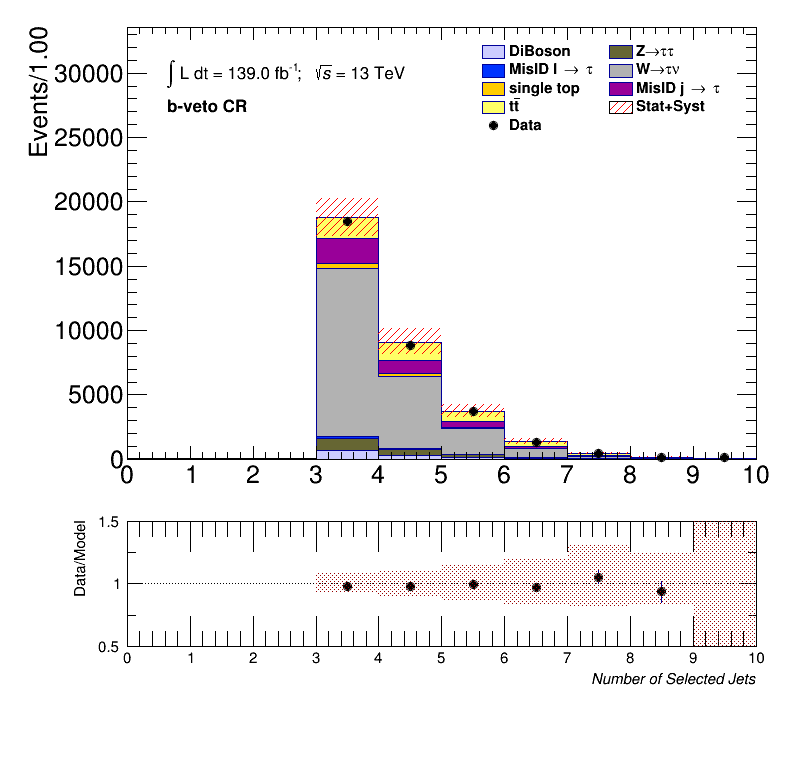 Events/1.00
30000
25000
20000
15000
10000
5000
0
∫ L dt = 139.0 fb⁻¹; √s = 13 TeV
b-veto CR
DiBoson
MisID l → τ
single top
tt̄
Data
Z→ττ
W→τν
MisID j → τ
Stat+Syst
0 1 2 3 4 5 6 7 8 9 10
Data/Model
1.5
1
0.5
0 1 2 3 4 5 6 7 8 9 10
Number of Selected Jets